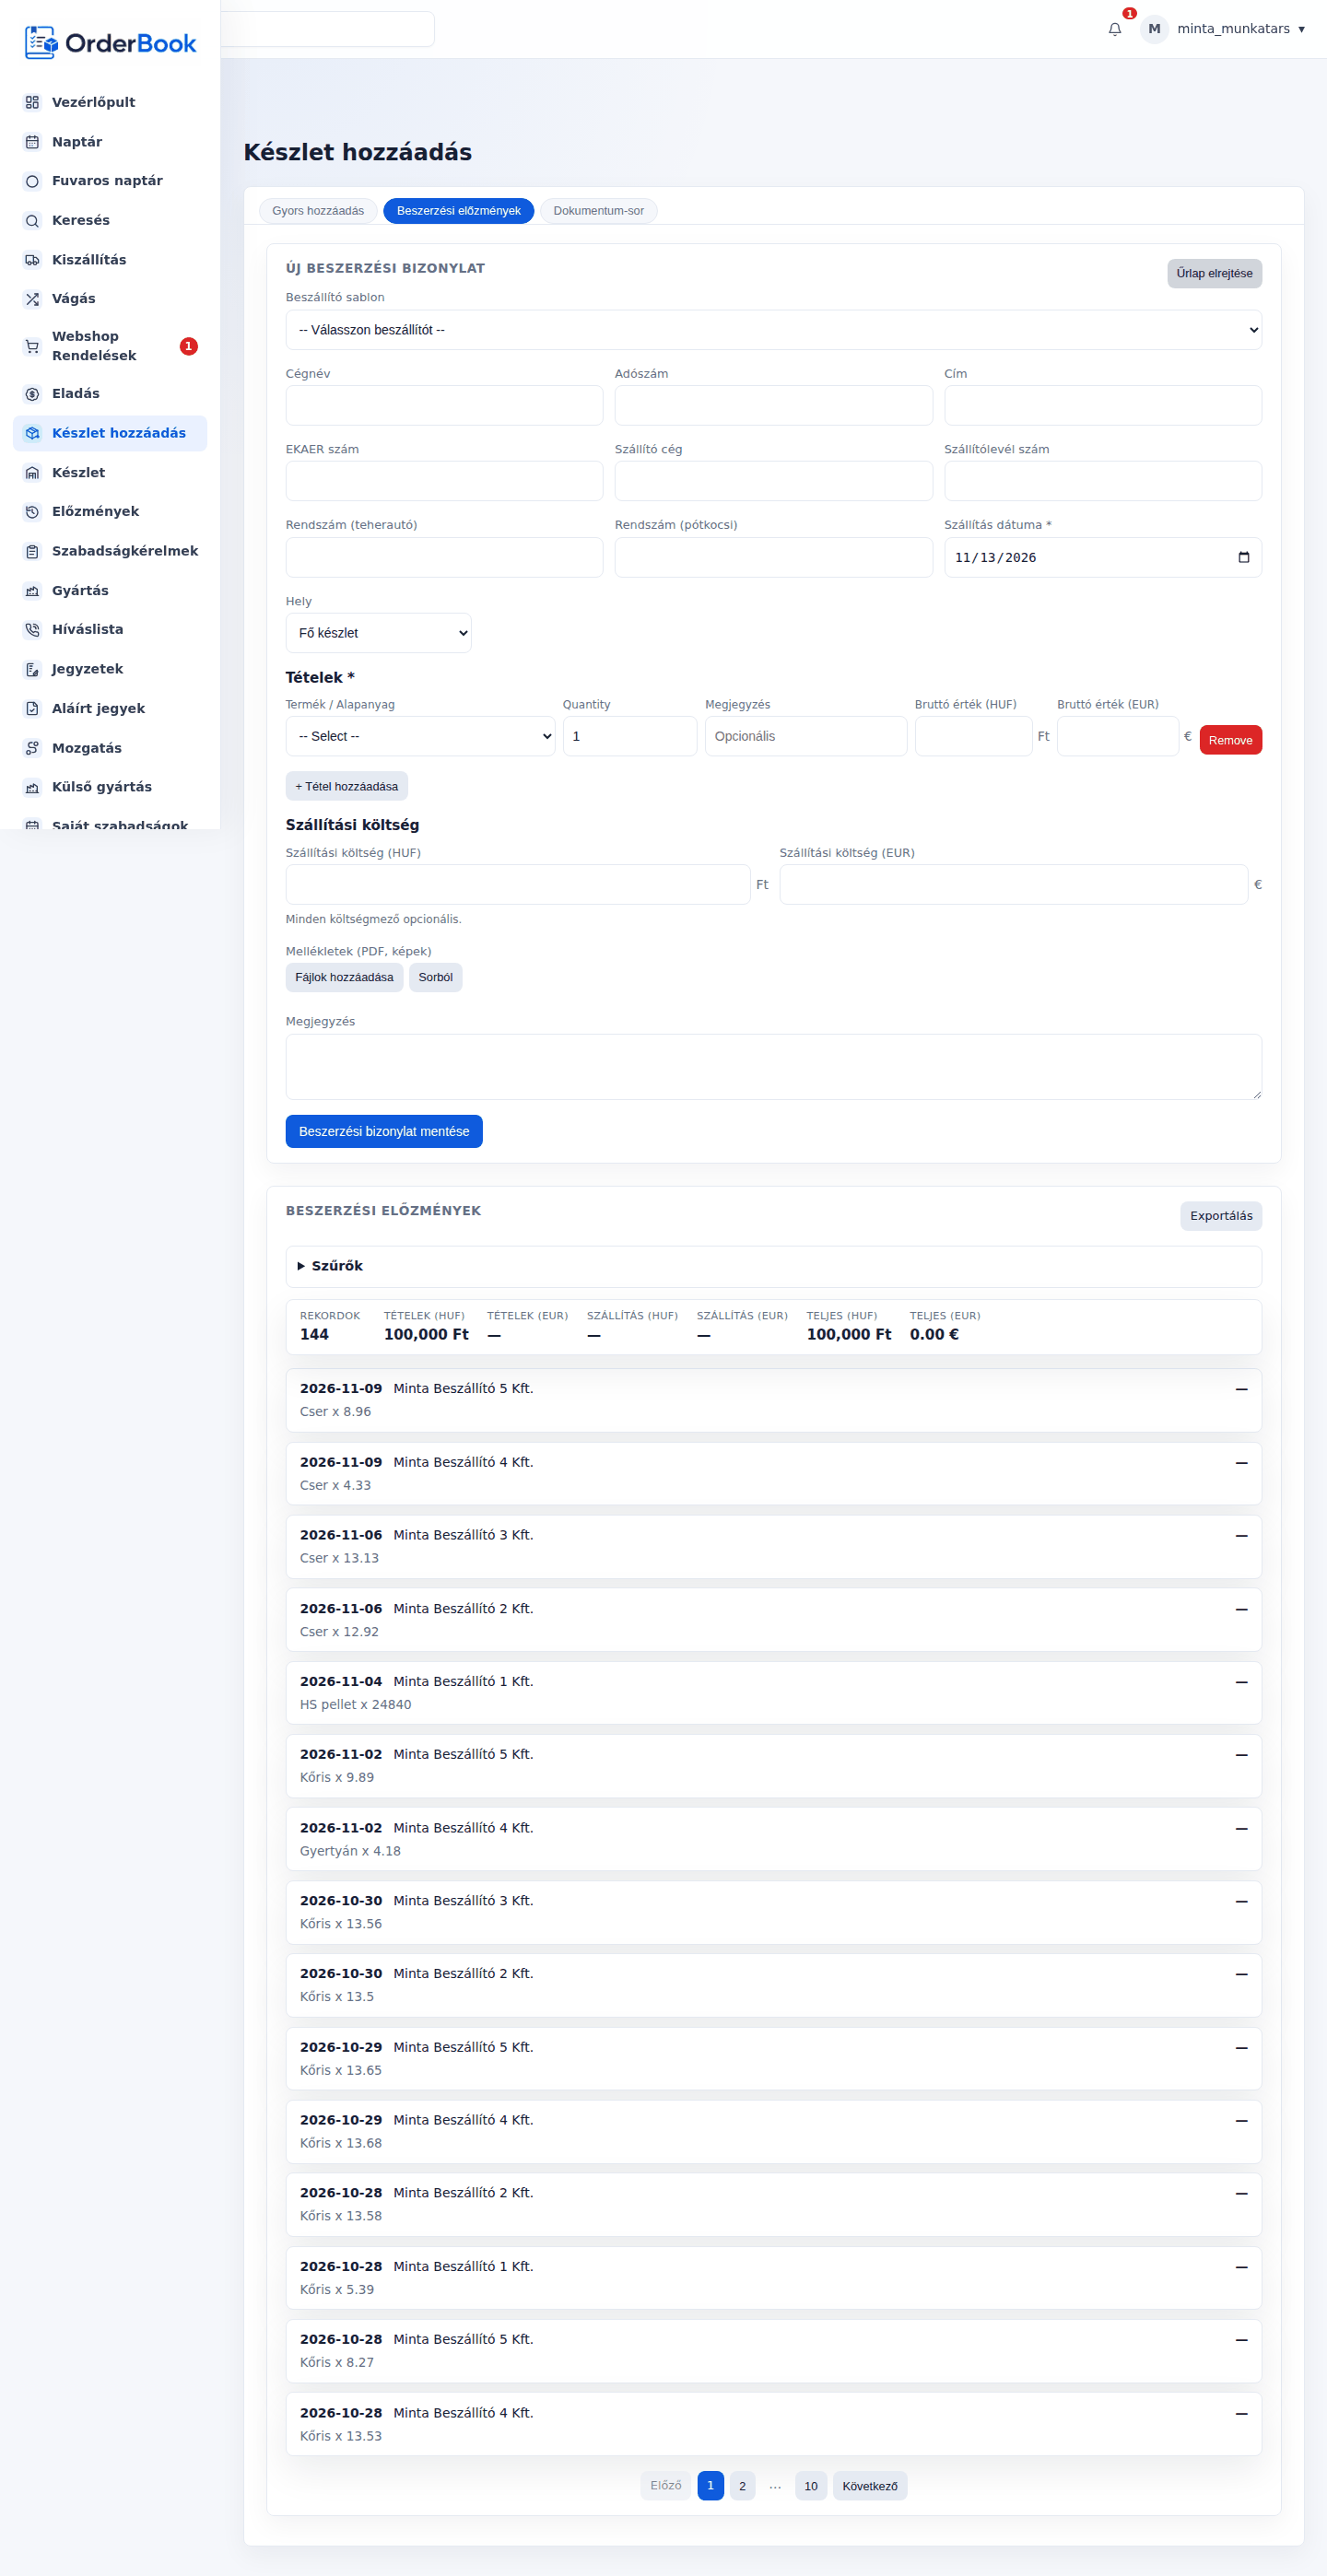 OrderBook
1
M minta_munkatars ▾
Vezérlőpult
Naptár
Fuvaros naptár
Keresés
Kiszállítás
Vágás
Webshop
Rendelések
1
Eladás
Készlet hozzáadás
Készlet
Előzmények
Szabadságkérelmek
Gyártás
Híváslista
Jegyzetek
Aláírt jegyek
Mozgatás
Külső gyártás
Saját szabadságok
Készlet hozzáadás
Gyors hozzáadás Beszerzési előzmények Dokumentum-sor
ÚJ BESZERZÉSI BIZONYLAT
Űrlap elrejtése
Beszállító sablon
-- Válasszon beszállítót --
Cégnév Adószám Cím
EKAER szám Szállító cég Szállítólevél szám
Rendszám (teherautó) Rendszám (pótkocsi) Szállítás dátuma *
11/13/2026
Hely
Fő készlet
Tételek *
Termék / Alapanyag Quantity Megjegyzés Bruttó érték (HUF) Bruttó érték (EUR)
-- Select -- 1 Opcionális Ft € Remove
+ Tétel hozzáadása
Szállítási költség
Szállítási költség (HUF) Szállítási költség (EUR)
Ft €
Minden költségmező opcionális.
Mellékletek (PDF, képek)
Fájlok hozzáadása Sorból
Megjegyzés
Beszerzési bizonylat mentése
BESZERZÉSI ELŐZMÉNYEK
Exportálás
▶ Szűrők
REKORDOK TÉTELEK (HUF) TÉTELEK (EUR) SZÁLLÍTÁS (HUF) SZÁLLÍTÁS (EUR) TELJES (HUF) TELJES (EUR)
144 100,000 Ft — — — 100,000 Ft 0.00 €
2026-11-09 Minta Beszállító 5 Kft. —
Cser x 8.96
2026-11-09 Minta Beszállító 4 Kft. —
Cser x 4.33
2026-11-06 Minta Beszállító 3 Kft. —
Cser x 13.13
2026-11-06 Minta Beszállító 2 Kft. —
Cser x 12.92
2026-11-04 Minta Beszállító 1 Kft. —
HS pellet x 24840
2026-11-02 Minta Beszállító 5 Kft. —
Kőris x 9.89
2026-11-02 Minta Beszállító 4 Kft. —
Gyertyán x 4.18
2026-10-30 Minta Beszállító 3 Kft. —
Kőris x 13.56
2026-10-30 Minta Beszállító 2 Kft. —
Kőris x 13.5
2026-10-29 Minta Beszállító 5 Kft. —
Kőris x 13.65
2026-10-29 Minta Beszállító 4 Kft. —
Kőris x 13.68
2026-10-28 Minta Beszállító 2 Kft. —
Kőris x 13.58
2026-10-28 Minta Beszállító 1 Kft. —
Kőris x 5.39
2026-10-28 Minta Beszállító 5 Kft. —
Kőris x 8.27
2026-10-28 Minta Beszállító 4 Kft. —
Kőris x 13.53
Előző 1 2 … 10 Következő